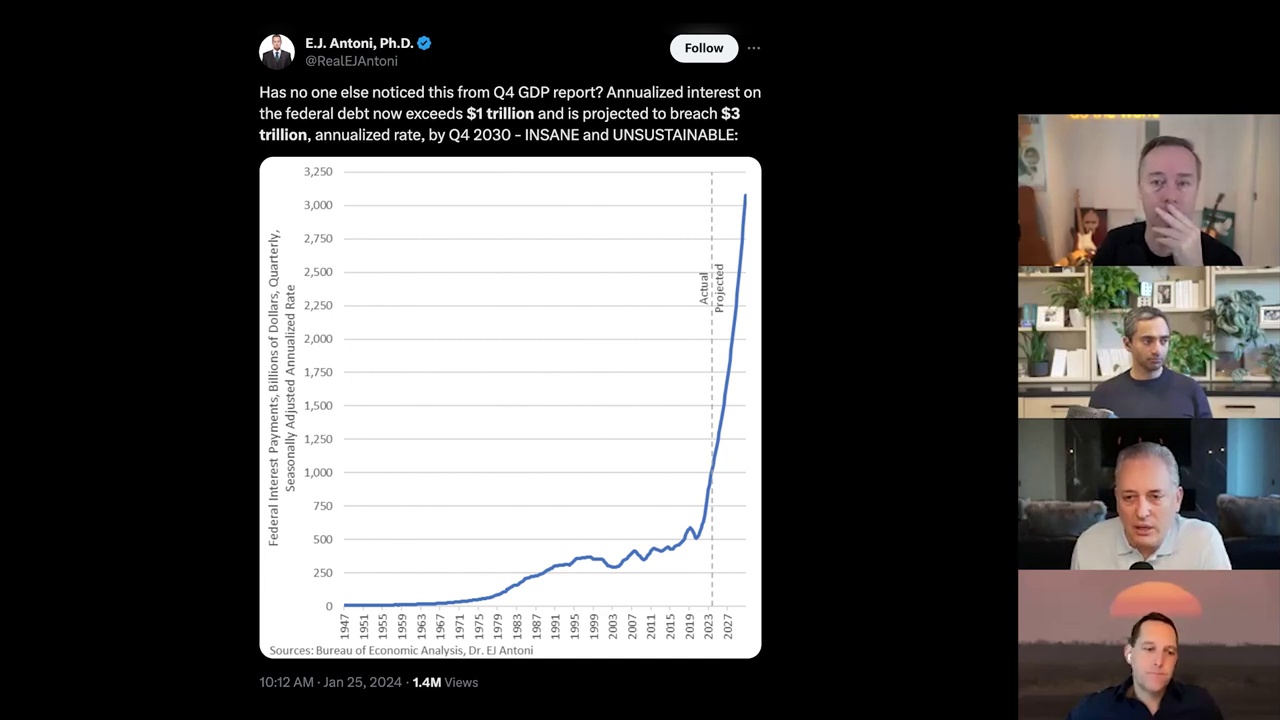 E.J. Antoni, Ph.D.
@RealEJAntoni
Follow
Has no one else noticed this from Q4 GDP report? Annualized interest on
the federal debt now exceeds $1 trillion and is projected to breach $3
trillion, annualized rate, by Q4 2030 - INSANE and UNSUSTAINABLE:
Federal Interest Payments, Billions of Dollars, Quarterly,
Seasonally Adjusted Annualized Rate
3,250
3,000
2,750
2,500
2,250
2,000
1,750
1,500
1,250
1,000
750
500
250
0
Actual
Projected
1947
1951
1955
1959
1963
1967
1971
1975
1979
1983
1987
1991
1995
1999
2003
2007
2011
2015
2019
2023
2027
Sources: Bureau of Economic Analysis, Dr. EJ Antoni
10:12 AM · Jan 25, 2024 · 1.4M Views